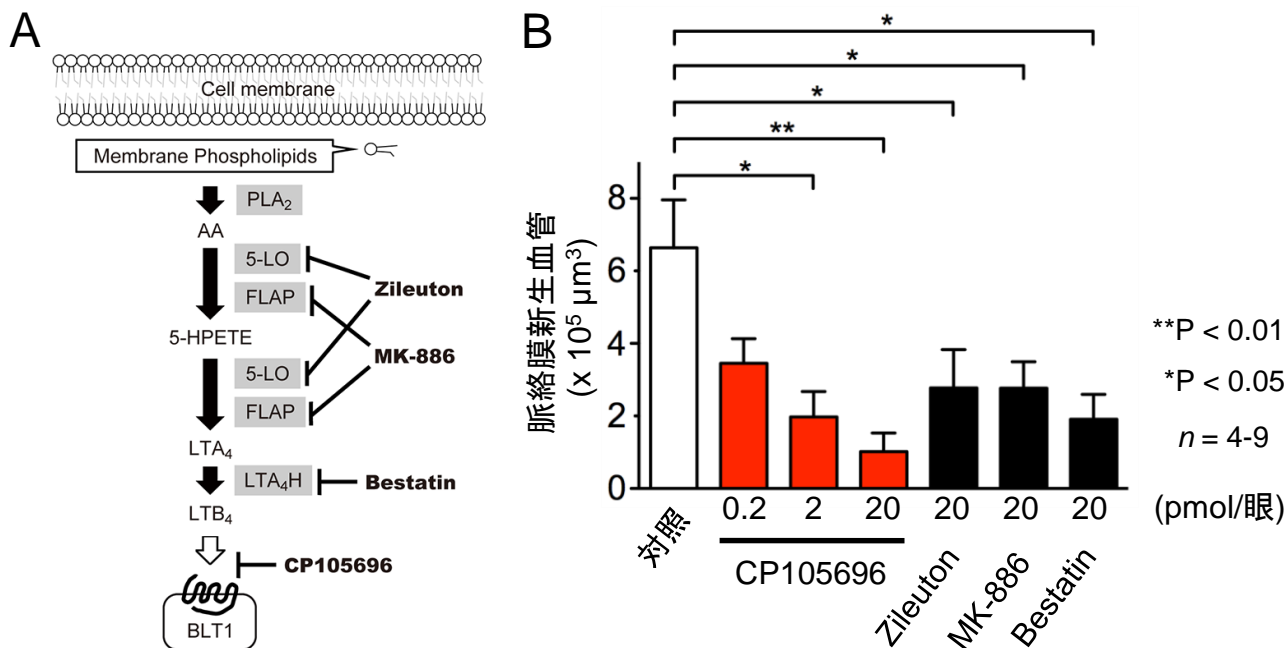 A
Cell membrane
Membrane Phospholipids
PLA2
AA
5-LO
FLAP
Zileuton
5-HPETE
MK-886
5-LO
FLAP
LTA4
LTA4H
Bestatin
LTB4
CP105696
BLT1
B
*
*
*
**
*
脈絡膜新生血管
(x 10⁵ µm³)
8
6
4
2
0
対照
0.2 2 20 20 20 20 (pmol/眼)
CP105696
Zileuton
MK-886
Bestatin
**P < 0.01
*P < 0.05
n = 4-9